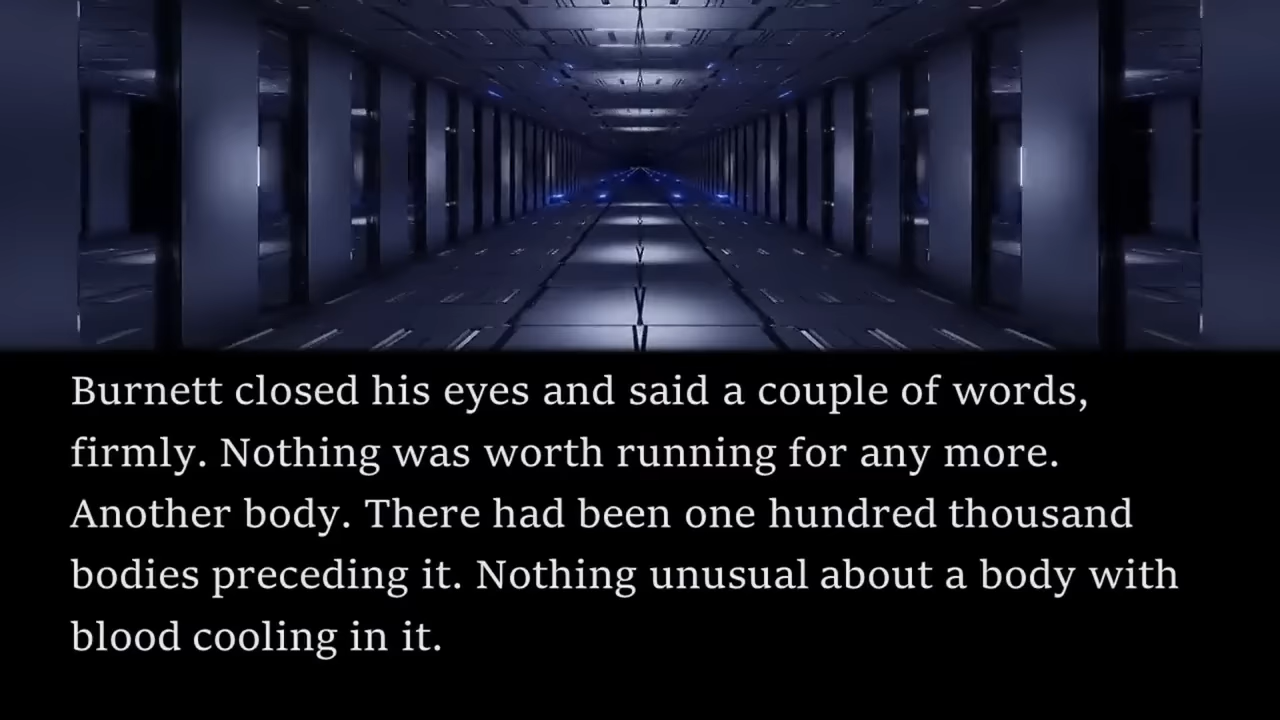 Burnett closed his eyes and said a couple of words,
firmly. Nothing was worth running for any more.
Another body. There had been one hundred thousand
bodies preceding it. Nothing unusual about a body with
blood cooling in it.